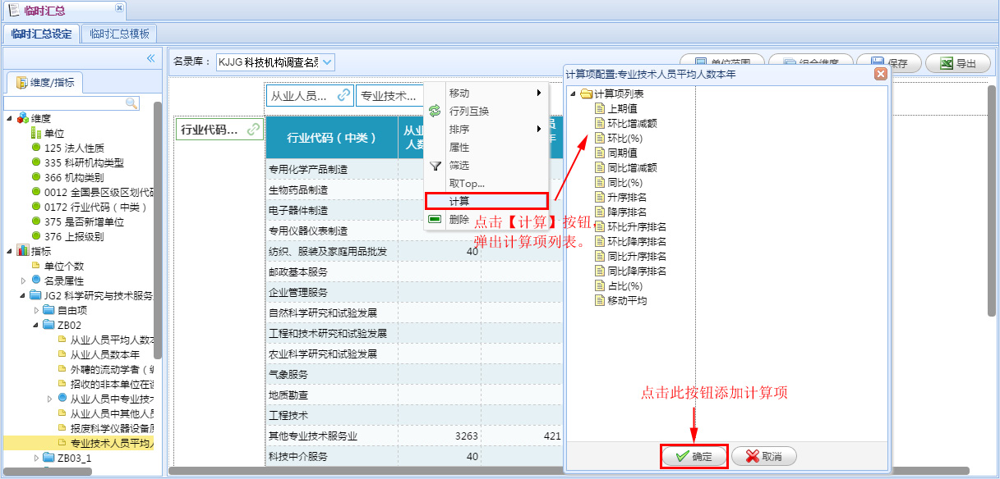 临时汇总
临时汇总设定 临时汇总模板
名录库： KJJG 科技机构调查名录
单位范围 组合维度 保存 导出
维度/指标
维度
单位
125 法人性质
335 科研机构类型
366 机构类别
0012 全国县区级区划代码
0172 行业代码（中类）
375 是否新增单位
376 上报级别
指标
单位个数
名录属性
JG2 科学研究与技术服务
自由项
ZB02
从业人员平均人数本
从业人员数本年
外聘的流动学者（编
招收的非本单位在读
从业人员中专业技术
从业人员中其他人员
报废科学仪器设备原
专业技术人员平均人
ZB03_1
从业人员... 专业技术...
行业代码...
行业代码（中类） 从业
人数
员
年
专用化学产品制造
生物药品制造
电子器件制造
专用仪器仪表制造
纺织、服装及家庭用品批发 40
邮政基本服务
企业管理服务
自然科学研究和试验发展
工程和技术研究和试验发展
农业科学研究和试验发展
气象服务
地质勘查
工程技术
其他专业技术服务业 3263 421
科技中介服务 40
移动
行列互换
排序
属性
筛选
取Top...
计算
删除
点击【计算】按钮，
弹出计算项列表。
计算项配置:专业技术人员平均人数本年
计算项列表
上期值
环比增减额
环比(%)
同期值
同比增减额
同比(%)
升序排名
降序排名
环比升序排名
环比降序排名
同比升序排名
同比降序排名
占比(%)
移动平均
点击此按钮添加计算项
确定 取消